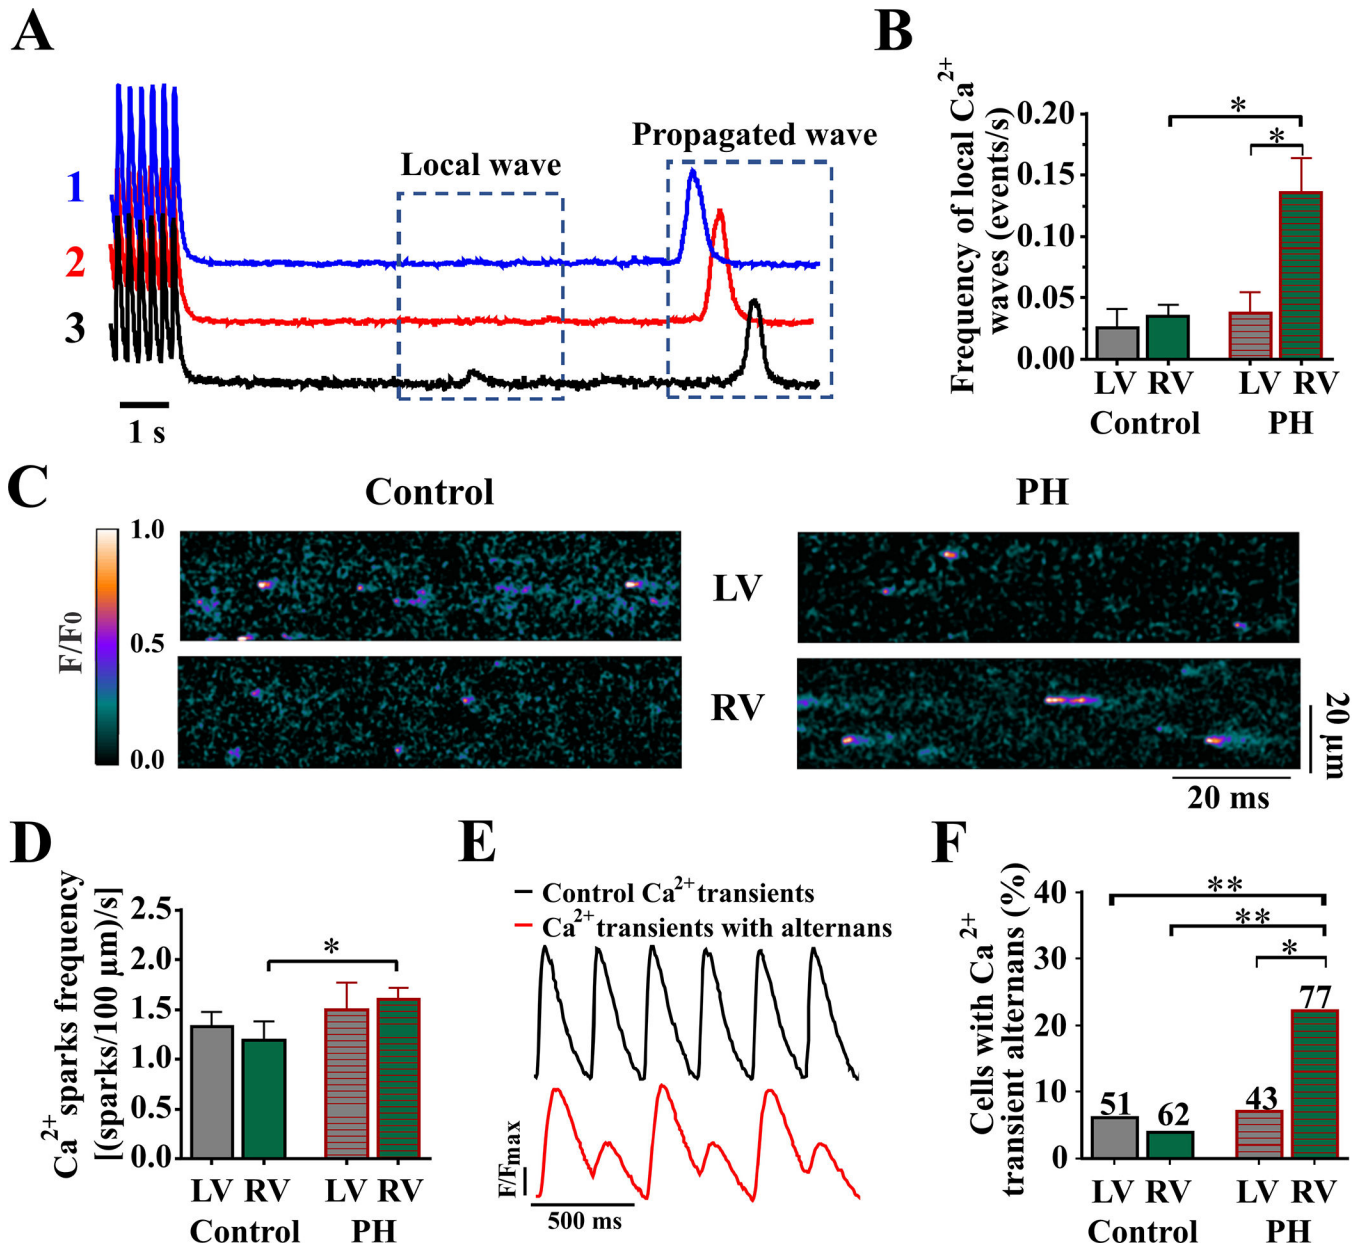 A
1
2
3
Local wave
Propagated wave
1 s
B
Frequency of local Ca2+
waves (events/s)
0.20
0.15
0.10
0.05
0.00
*
*
LV RV LV RV
Control PH
C
Control PH
F/F0
1.0
0.5
0.0
LV
RV
20 μm
20 ms
D
Ca2+ sparks frequency
[(sparks/100 μm)/s]
2.5
2.0
1.5
1.0
0.5
0.0
*
LV RV LV RV
Control PH
E
Control Ca2+ transients
Ca2+ transients with alternans
F/Fmax
500 ms
F
Cells with Ca2+
transient alternans (%)
40
30
20
10
0
**
**
*
51 62 43 77
LV RV LV RV
Control PH